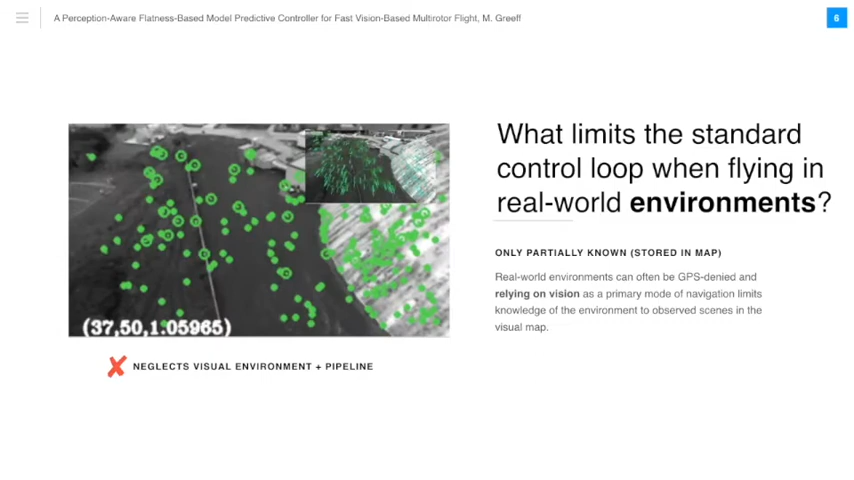 A Perception-Aware Flatness-Based Model Predictive Controller for Fast Vision-Based Multirotor Flight, M. Greeff
6
What limits the standard
control loop when flying in
real-world environments?
ONLY PARTIALLY KNOWN (STORED IN MAP)
Real-world environments can often be GPS-denied and
relying on vision as a primary mode of navigation limits
knowledge of the environment to observed scenes in the
visual map.
(37,50,1.05965)
NEGLECTS VISUAL ENVIRONMENT + PIPELINE